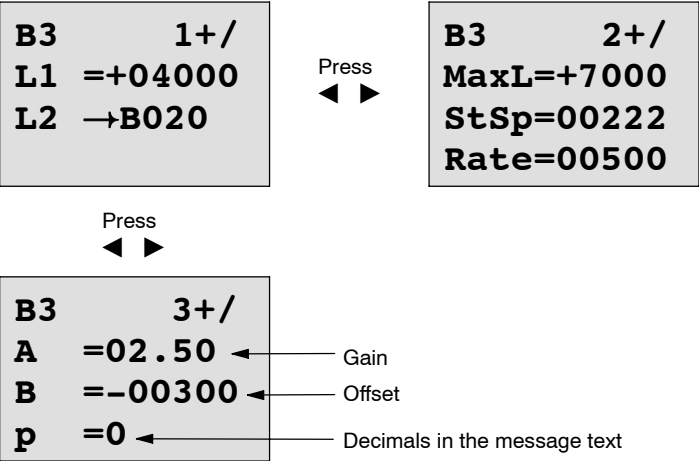 B3 1+/
L1 =+04000
L2 →B020
Press
◄ ►
B3 2+/
MaxL=+7000
StSp=00222
Rate=00500
Press
◄ ►
B3 3+/
A =02.50
B =-00300
p =0
Gain
Offset
Decimals in the message text